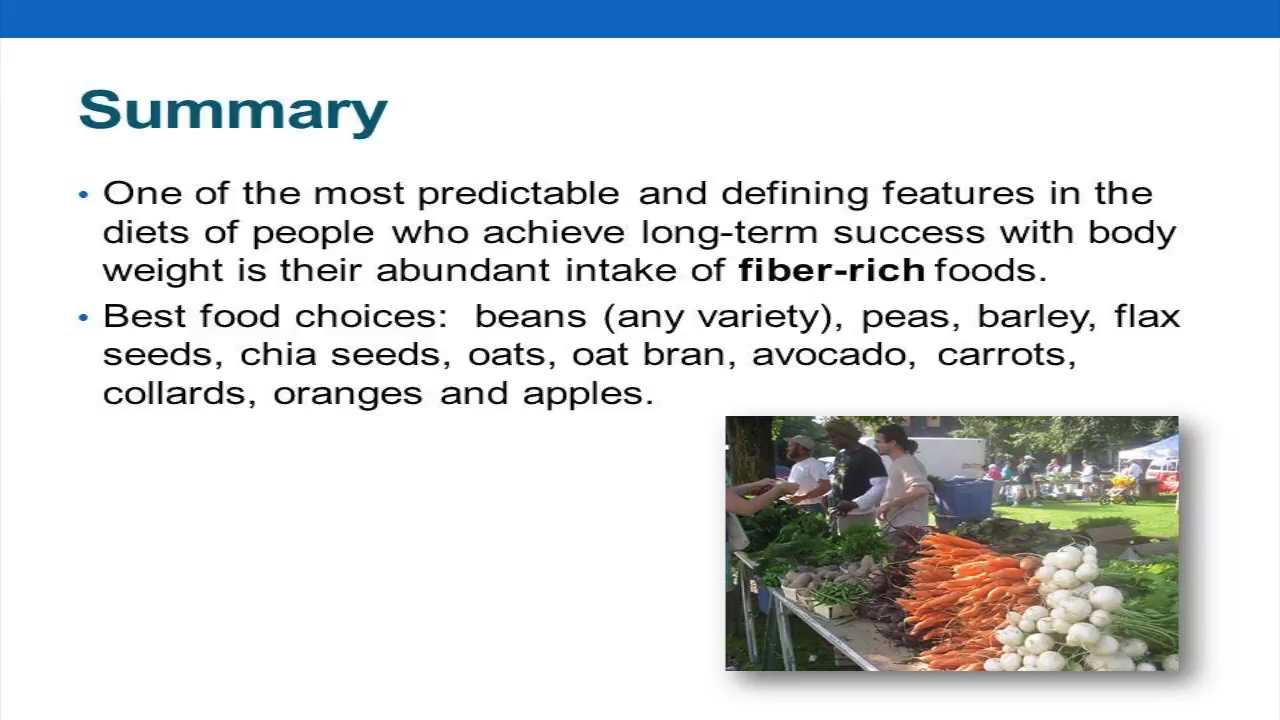 Summary
• One of the most predictable and defining features in the
diets of people who achieve long-term success with body
weight is their abundant intake of fiber-rich foods.
• Best food choices: beans (any variety), peas, barley, flax
seeds, chia seeds, oats, oat bran, avocado, carrots,
collards, oranges and apples.